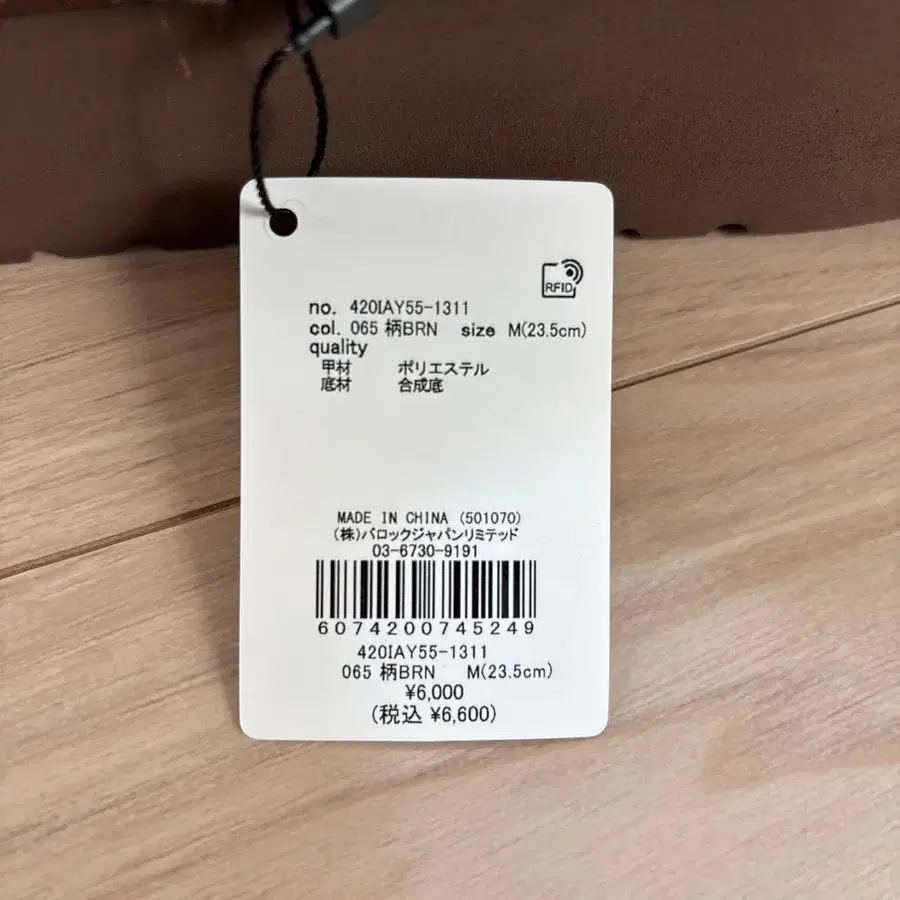 RFID
no. 420IAY55-1311
col. 065 柄BRN size M(23.5cm)
quality
甲材 ポリエステル
底材 合成底
MADE IN CHINA (501070)
(株)バロックジャパンリミテッド
03-6730-9191
6074200745249
420IAY55-1311
065 柄BRN M(23.5cm)
¥6,000
(税込 ¥6,600)